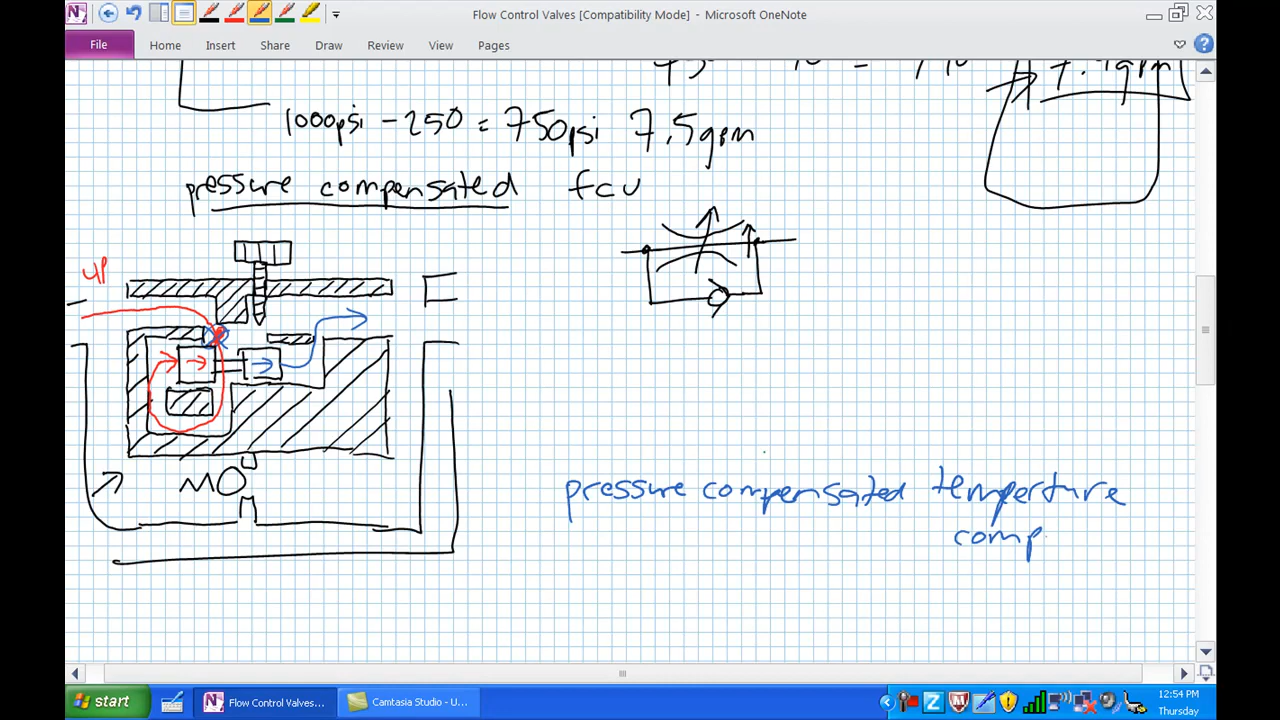 Flow Control Valves [Compatibility Mode] - Microsoft OneNote
File Home Insert Share Draw Review View Pages
1000psi - 250 = 750psi 7.5gpm
pressure compensated fcv
UP
MO
pressure compensated temperture
comp
start Flow Control Valves... Camtasia Studio - U... 12:54 PM
Thursday